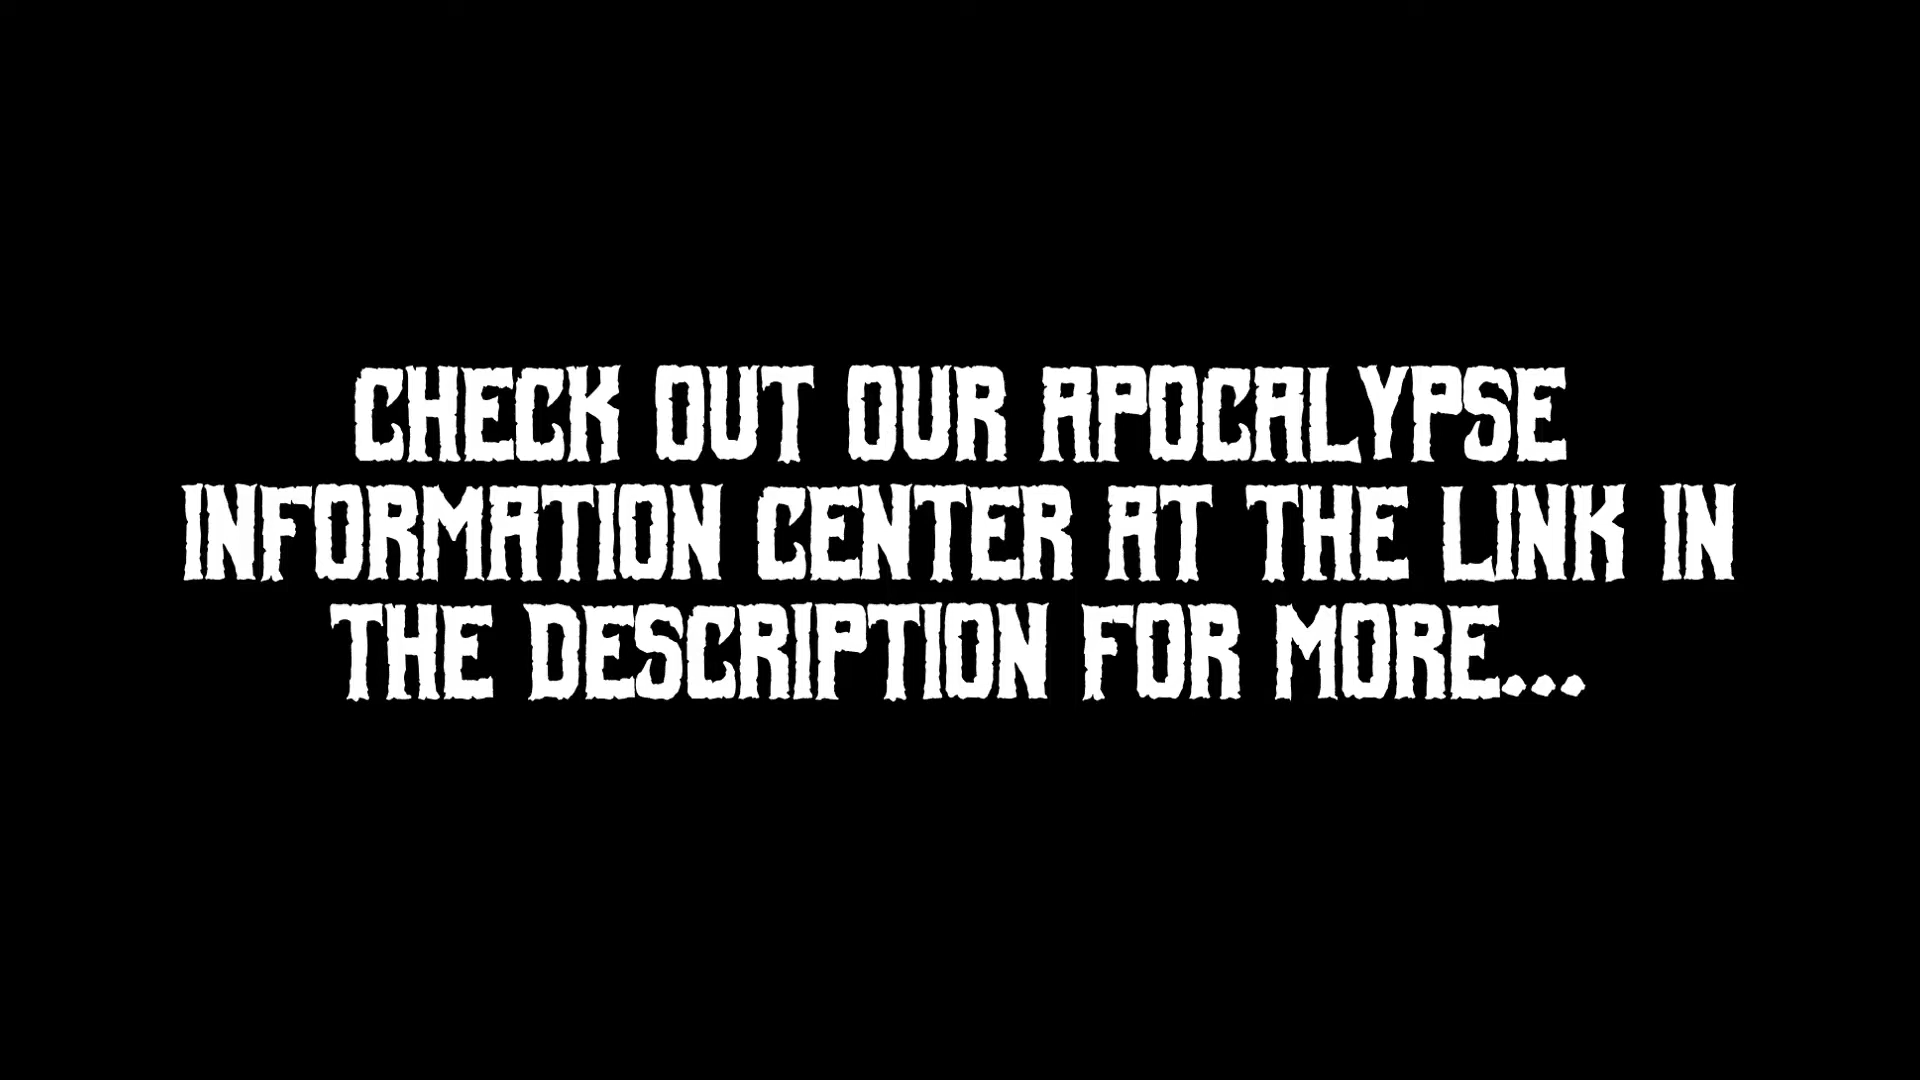 CHECK OUT OUR APOCALYPSE
INFORMATION CENTER AT THE LINK IN
THE DESCRIPTION FOR MORE...